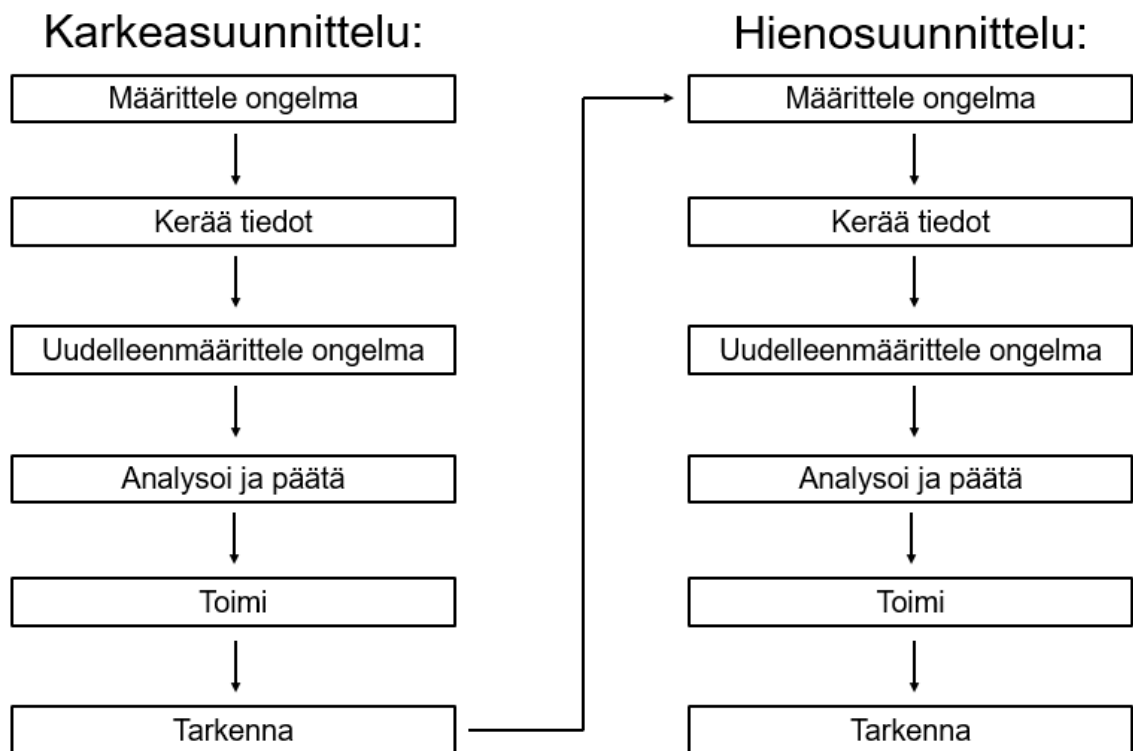 Karkeasuunnittelu:
Määrittele ongelma
Kerää tiedot
Uudelleenmäärittele ongelma
Analysoi ja päätä
Toimi
Tarkenna
Hienosuunnittelu:
Määrittele ongelma
Kerää tiedot
Uudelleenmäärittele ongelma
Analysoi ja päätä
Toimi
Tarkenna